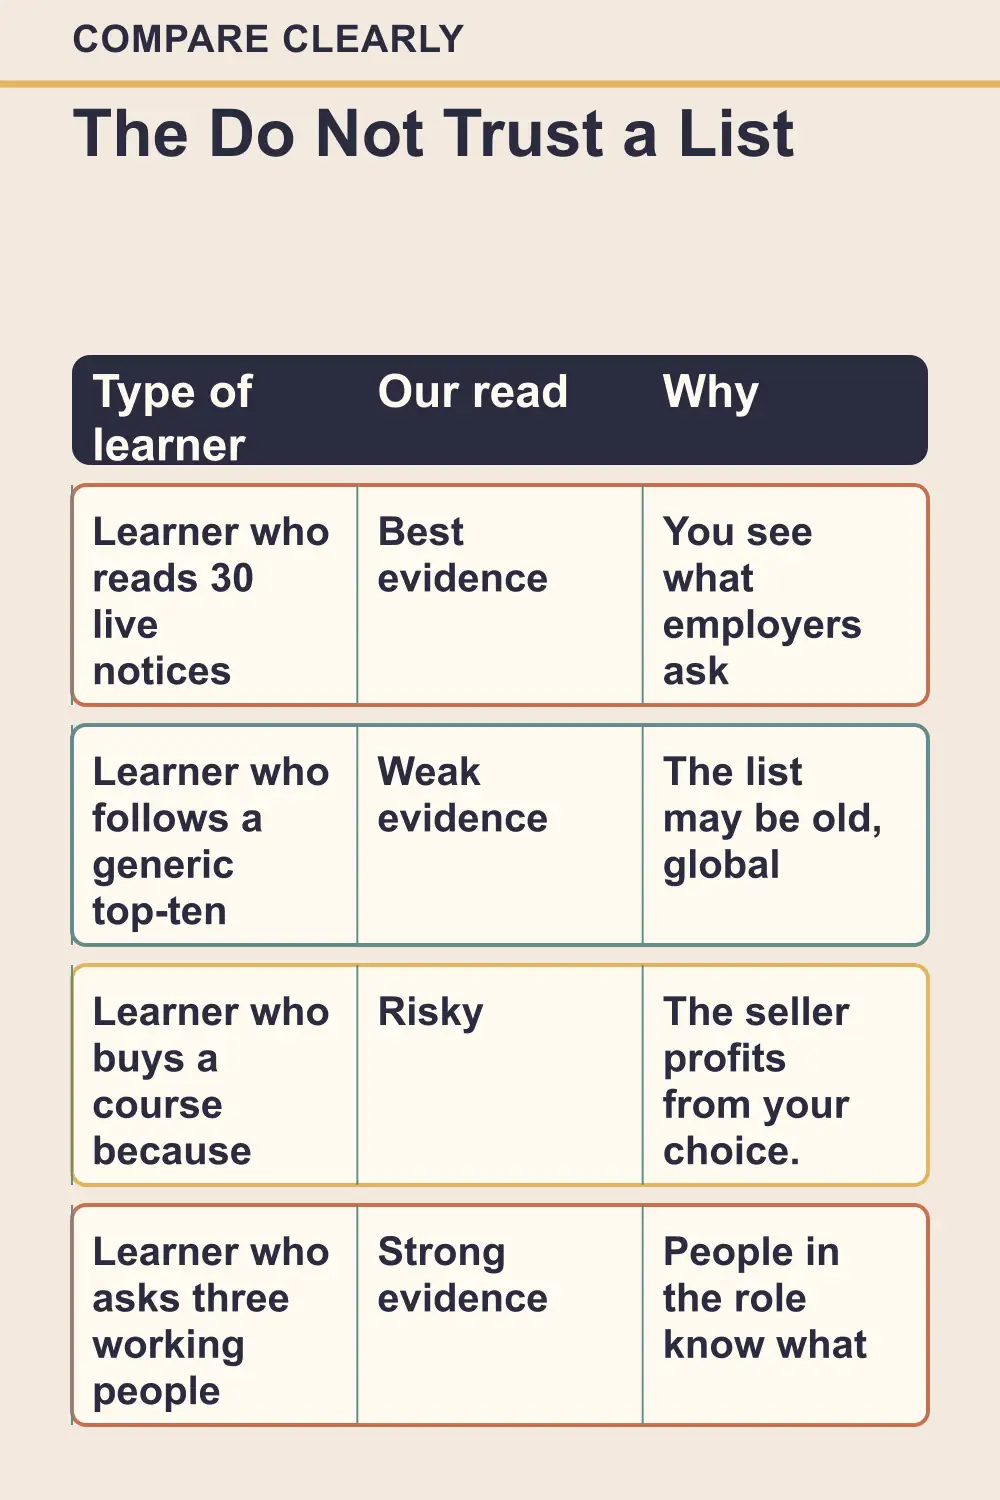 COMPARE CLEARLY
The Do Not Trust a List
Type of
learner
Our read
Why
Learner who
reads 30
live
notices
Best
evidence
You see
what
employers
ask
Learner who
follows a
generic
top-ten
Weak
evidence
The list
may be old,
global
Learner who
buys a
course
because
Risky
The seller
profits
from your
choice.
Learner who
asks three
working
people
Strong
evidence
People in
the role
know what